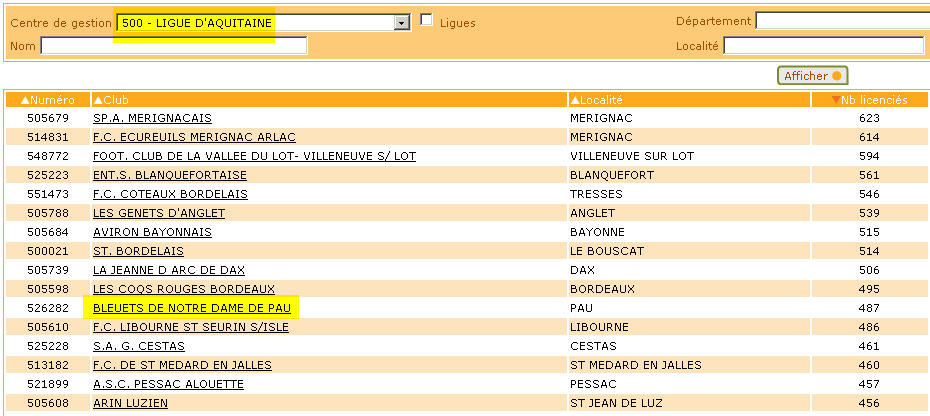 Centre de gestion 500 - LIGUE D'AQUITAINE Ligues Département
Nom Localité
Afficher
▲Numéro ▲Club ▲Localité ▼Nb licenciés
505679 SP.A. MERIGNACAIS MERIGNAC 623
514831 F.C. ECUREUILS MERIGNAC ARLAC MERIGNAC 614
548772 FOOT. CLUB DE LA VALLEE DU LOT- VILLENEUVE S/ LOT VILLENEUVE SUR LOT 594
525223 ENT.S. BLANQUEFORTAISE BLANQUEFORT 561
551473 F.C. COTEAUX BORDELAIS TRESSES 546
505788 LES GENETS D'ANGLET ANGLET 539
505684 AVIRON BAYONNAIS BAYONNE 515
500021 ST. BORDELAIS LE BOUSCAT 514
505739 LA JEANNE D ARC DE DAX DAX 506
505598 LES COQS ROUGES BORDEAUX BORDEAUX 495
526282 BLEUETS DE NOTRE DAME DE PAU PAU 487
505610 F.C. LIBOURNE ST SEURIN S/ISLE LIBOURNE 486
525228 S.A. G. CESTAS CESTAS 461
513182 F.C. DE ST MEDARD EN JALLES ST MEDARD EN JALLES 460
521899 A.S.C. PESSAC ALOUETTE PESSAC 457
505608 ARIN LUZIEN ST JEAN DE LUZ 456